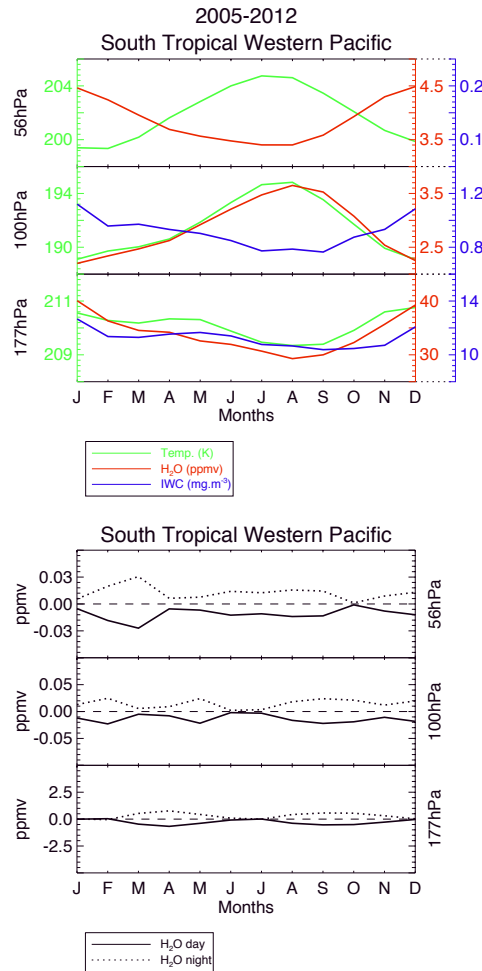 2005-2012
South Tropical Western Pacific
56hPa
204
200
4.5
3.5
0.2
0.1
100hPa
194
190
3.5
2.5
1.2
0.8
177hPa
211
209
40
30
14
10
J F M A M J J A S O N D
Months
Temp. (K)
H₂O (ppmv)
IWC (mg.m⁻³)
South Tropical Western Pacific
ppmv
0.03
0.00
-0.03
56hPa
ppmv
0.05
0.00
-0.05
100hPa
ppmv
2.5
0.0
-2.5
177hPa
J F M A M J J A S O N D
Months
H₂O day
H₂O night